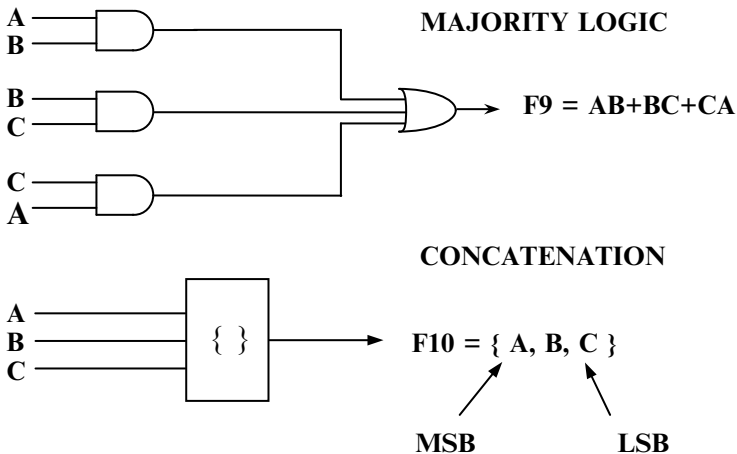 A
B
MAJORITY LOGIC
B
C
F9 = AB+BC+CA
C
A
CONCATENATION
A
B
C
{ }
F10 = { A, B, C }
MSB
LSB